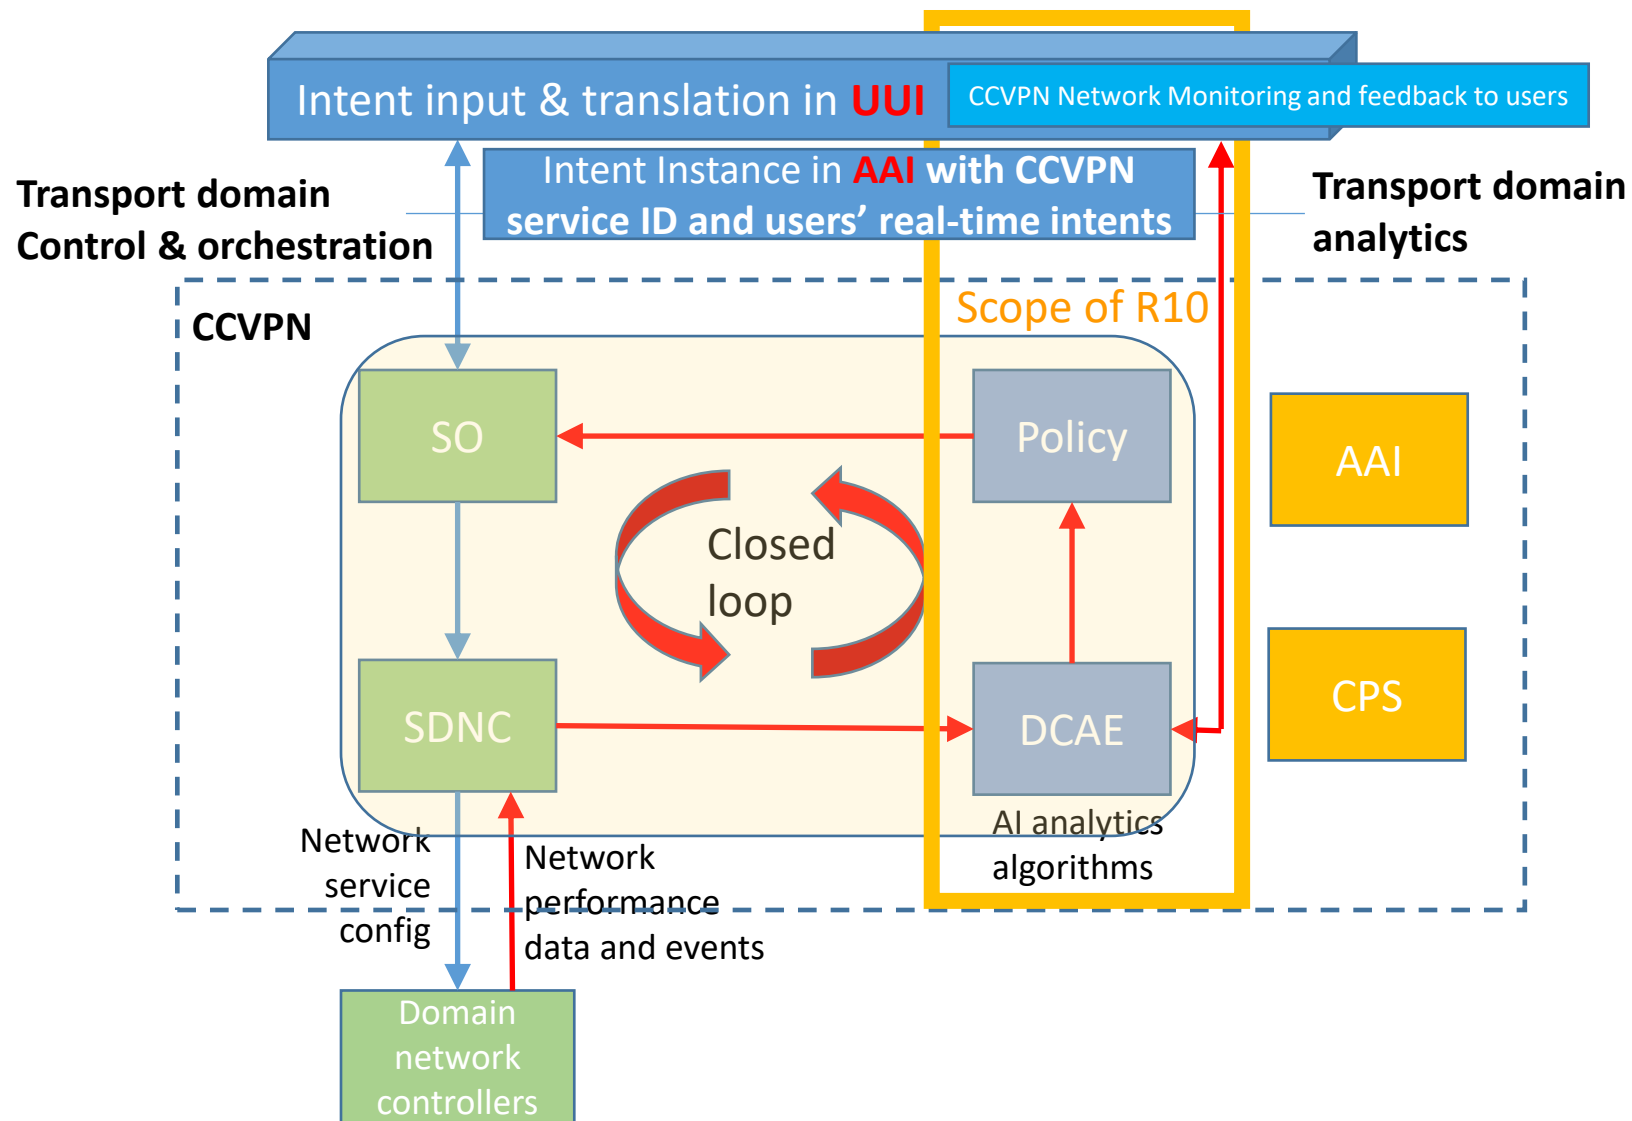 Intent input & translation in UUI
CCVPN Network Monitoring and feedback to users
Intent Instance in AAI with CCVPN
service ID and users’ real-time intents
Transport domain
Control & orchestration
Transport domain
analytics
Scope of R10
CCVPN
SO
Policy
AAI
Closed
loop
SDNC
DCAE
CPS
AI analytics
algorithms
Network
service
config
Network
performance
data and events
Domain
network
controllers